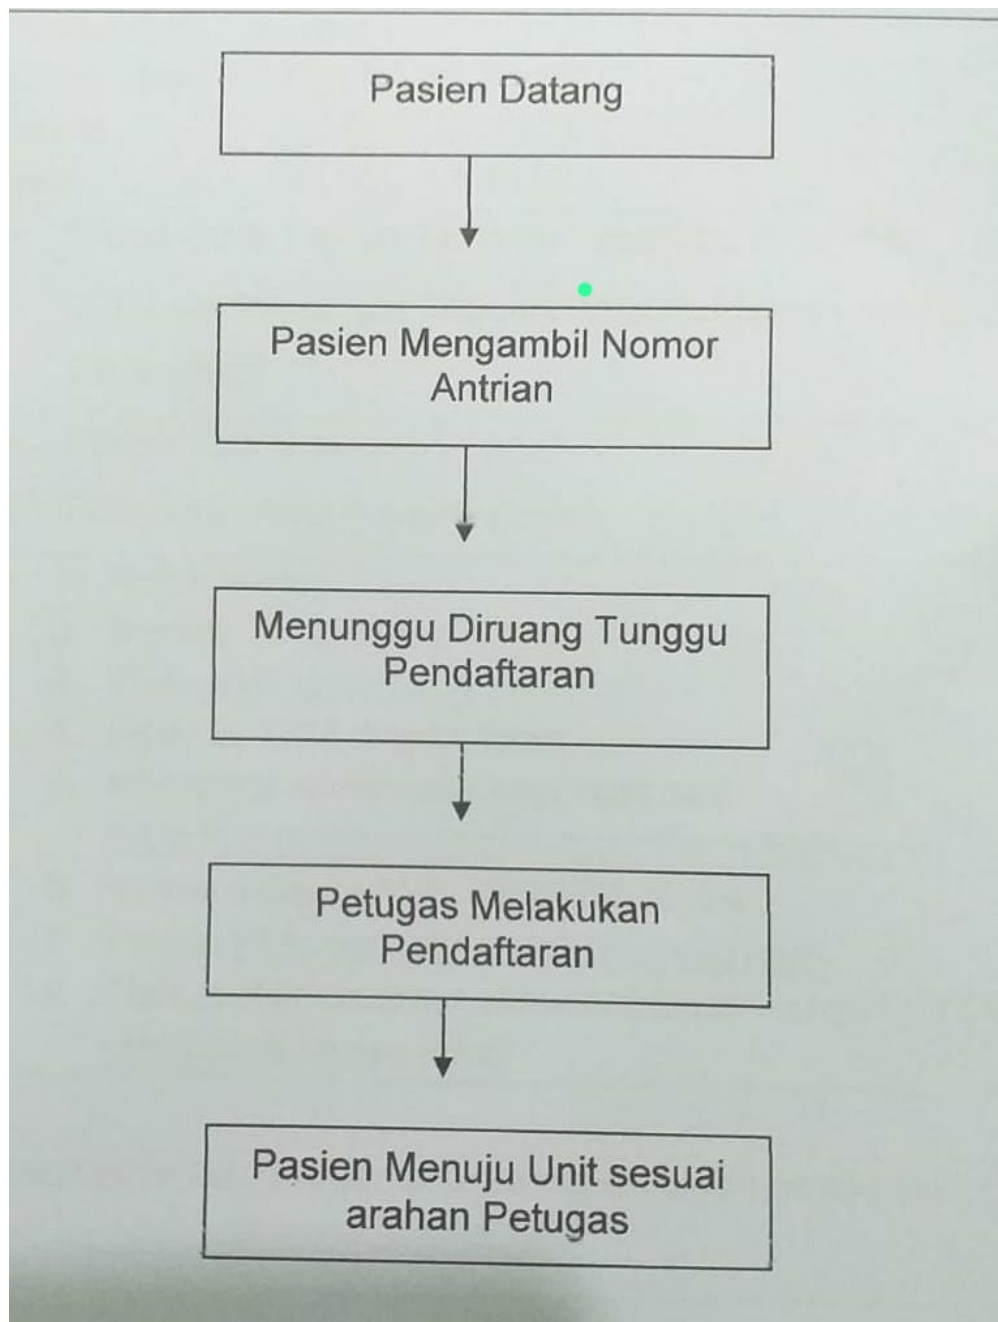 Pasien Datang
Pasien Mengambil Nomor
Antrian
Menunggu Diruang Tunggu
Pendaftaran
Petugas Melakukan
Pendaftaran
Pasien Menuju Unit sesuai
arahan Petugas